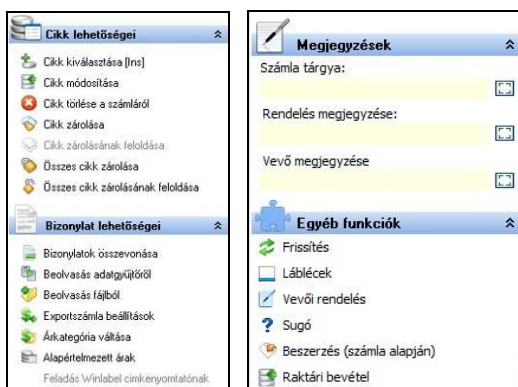 Cikk lehetőségei
Cikk kiválasztása [Ins]
Cikk módosítása
Cikk törlése a számláról
Cikk zárolása
Cikk zárolásának feloldása
Összes cikk zárolása
Összes cikk zárolásának feloldása
Bizonylat lehetőségei
Bizonylatok összevonása
Beolvasás adatgyűjtőről
Beolvasás fájlból
Exportszámla beállítások
Árkategória váltása
Alapértelmezett árak
Feladás Winlabel cimkenyomtatónak
Megjegyzések
Számla tárgya:
Rendelés megjegyzése:
Vevő megjegyzése
Egyéb funkciók
Frissítés
Láblécek
Vevői rendelés
Sugó
Beszerzés (számla alapján)
Raktári bevétel